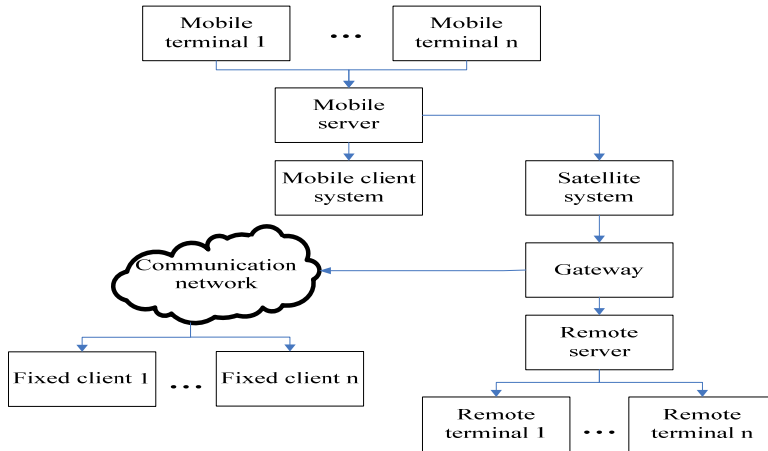 Mobile
terminal 1
...
Mobile
terminal n
Mobile
server
Mobile client
system
Satellite
system
Communication
network
Gateway
Remote
server
Fixed client 1
...
Fixed client n
Remote
terminal 1
...
Remote
terminal n